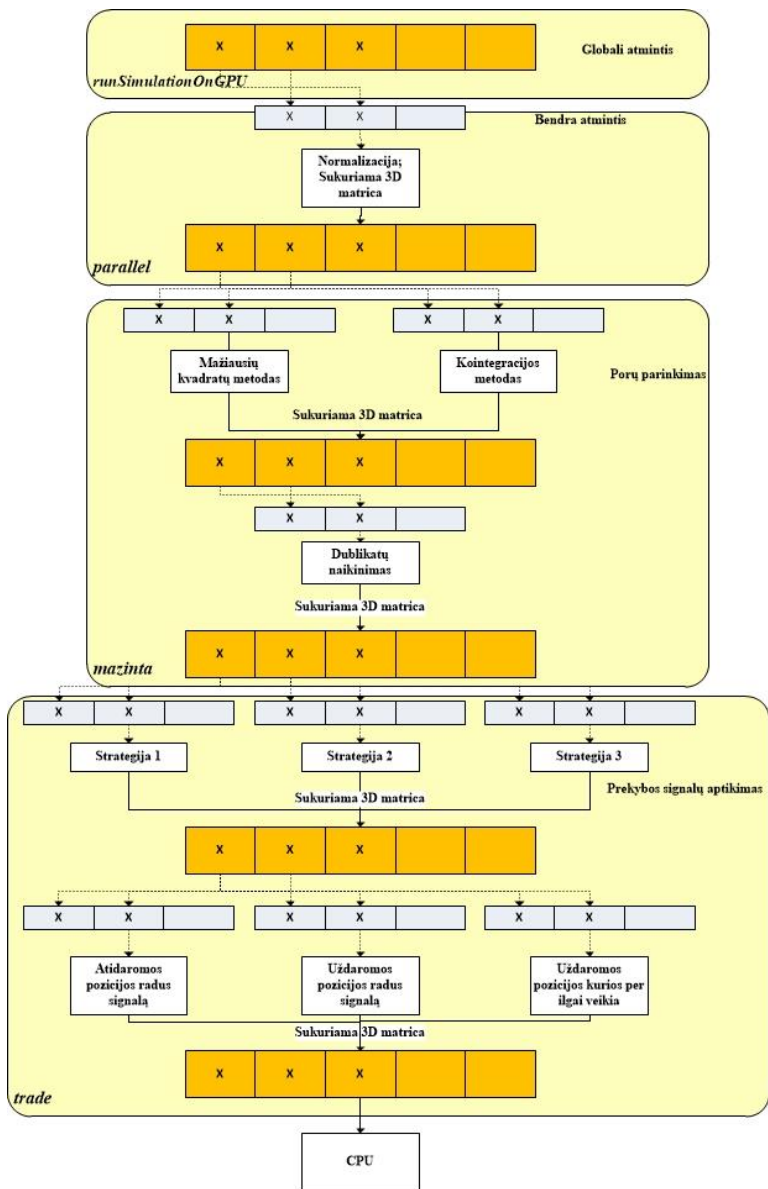 X X X
Globali atmintis
runSimulationOnGPU
X X
Bendra atmintis
Normalizacija;
Sukuriama 3D
matrica
X X X
parallel
X X
X X
Mažiausių
kvadratų metodas
Kointegracijos
metodas
Porų parinkimas
Sukuriama 3D matrica
X X X
X X
Dublikatų
naikinimas
Sukuriama 3D matrica
X X X
mazinta
X X
X X
X X
Strategija 1
Strategija 2
Strategija 3
Prekybos signalų aptikimas
Sukuriama 3D matrica
X X X
X X
X X
X X
Atidaromos
pozicijos radus
signalą
Uždaromos
pozicijos radus
signalą
Uždaromos
pozicijos kurios per
ilgai veikia
Sukuriama 3D matrica
X X X
trade
CPU